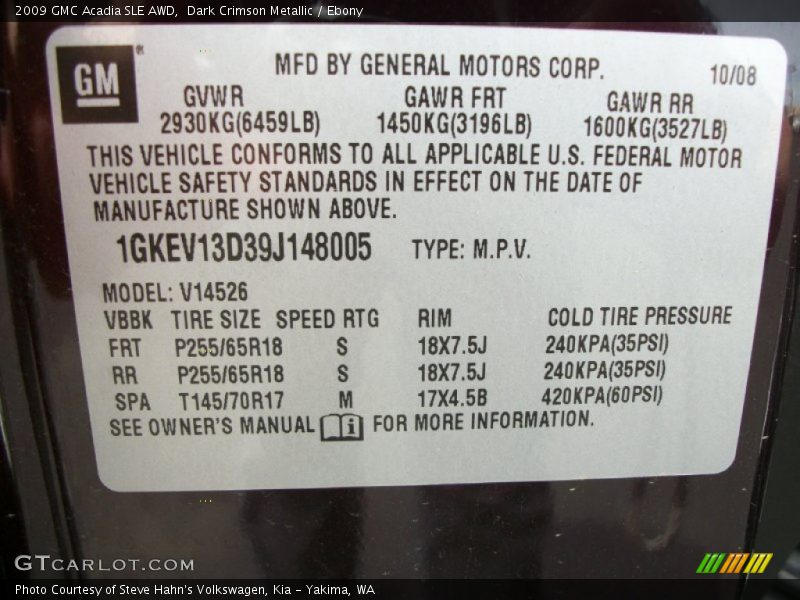 2009 GMC Acadia SLE AWD,  Dark Crimson Metallic / Ebony
GM
MFD BY GENERAL MOTORS CORP. 10/08
GVWR GAWR FRT GAWR RR
2930KG(6459LB) 1450KG(3196LB) 1600KG(3527LB)
THIS VEHICLE CONFORMS TO ALL APPLICABLE U.S. FEDERAL MOTOR
VEHICLE SAFETY STANDARDS IN EFFECT ON THE DATE OF
MANUFACTURE SHOWN ABOVE.
1GKEV13D39J148005 TYPE: M.P.V.
MODEL: V14526
VBBK TIRE SIZE SPEED RTG RIM COLD TIRE PRESSURE
FRT P255/65R18 S 18X7.5J 240KPA(35PSI)
RR P255/65R18 S 18X7.5J 240KPA(35PSI)
SPA T145/70R17 M 17X4.5B 420KPA(60PSI)
SEE OWNER'S MANUAL FOR MORE INFORMATION.
GTCARLOT.COM
Photo Courtesy of Steve Hahn's Volkswagen, Kia - Yakima, WA